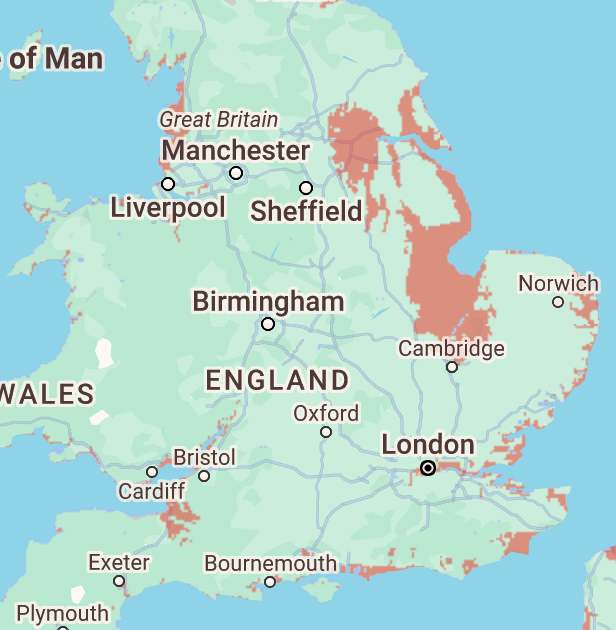 e of Man
Great Britain
Manchester
Liverpool
Sheffield
Norwich
Birmingham
Cambridge
ENGLAND
WALES
Oxford
London
Bristol
Cardiff
Exeter
Bournemouth
Plymouth